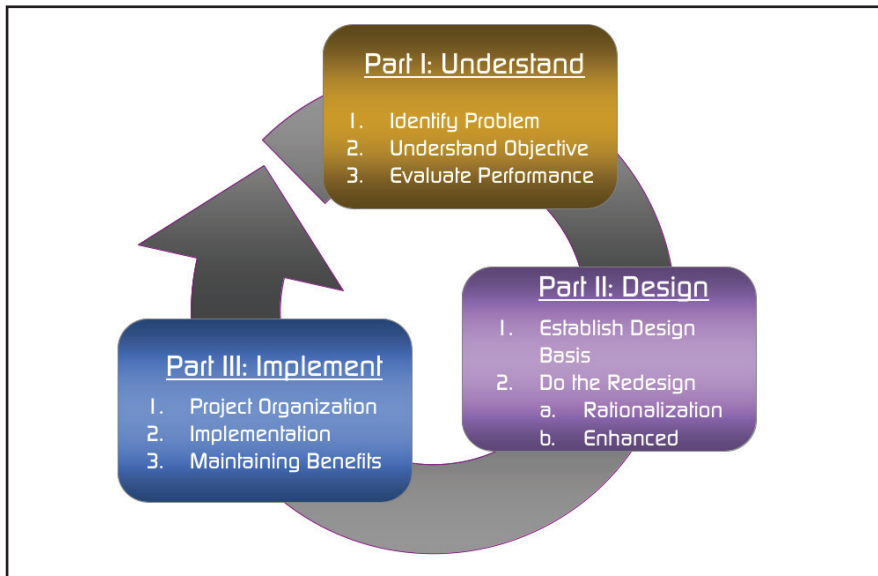 Part I: Understand
1. Identify Problem
2. Understand Objective
3. Evaluate Performance
Part II: Design
1. Establish Design
Basis
2. Do the Redesign
a. Rationalization
b. Enhanced
Part III: Implement
1. Project Organization
2. Implementation
3. Maintaining Benefits